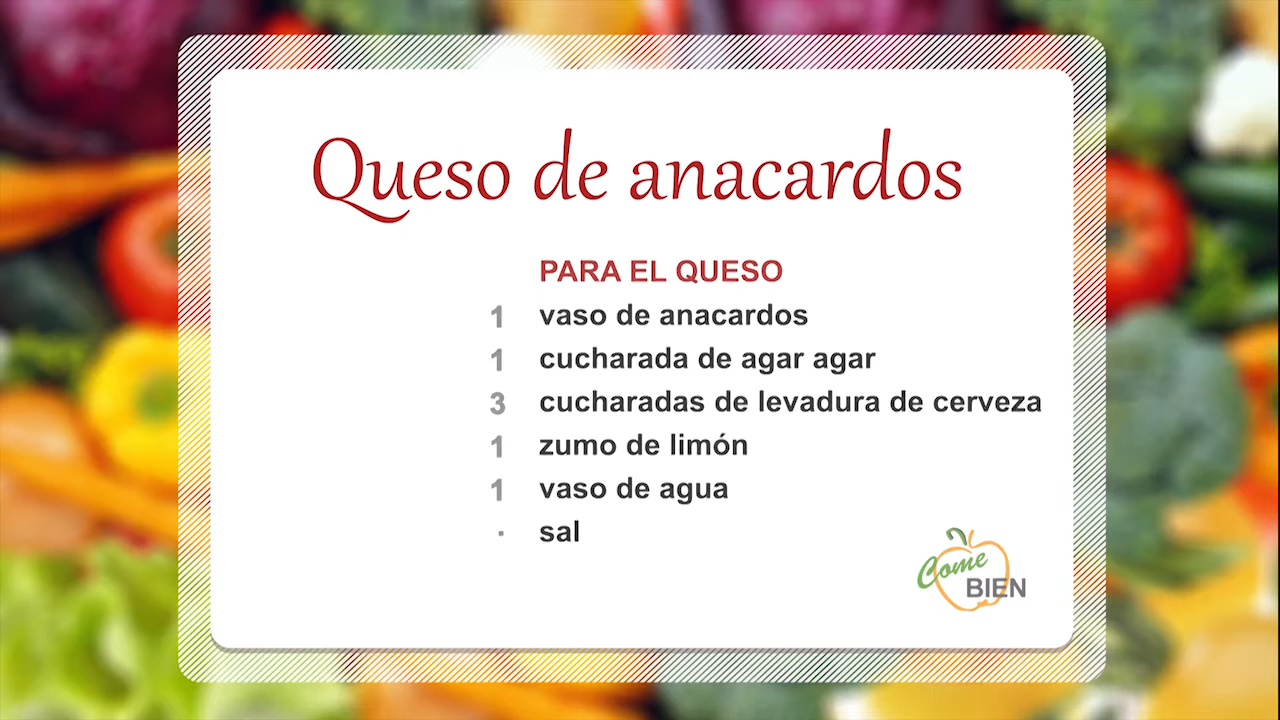 Queso de anacardos
PARA EL QUESO
1 vaso de anacardos
1 cucharada de agar agar
3 cucharadas de levadura de cerveza
1 zumo de limón
1 vaso de agua
· sal
Come
BIEN